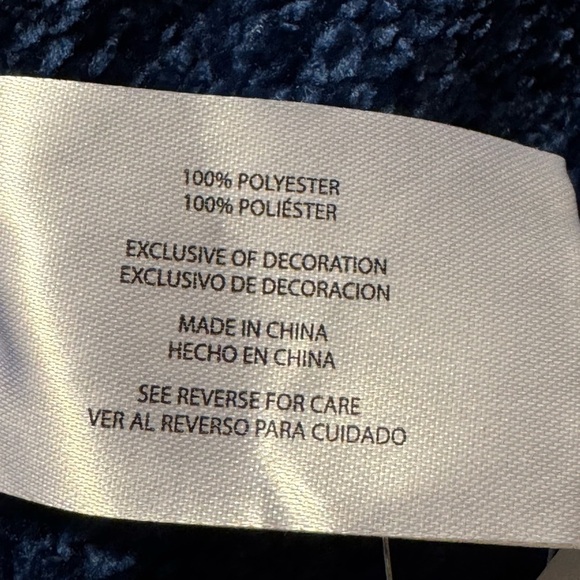 100% POLYESTER
100% POLIÉSTER
EXCLUSIVE OF DECORATION
EXCLUSIVO DE DECORACION
MADE IN CHINA
HECHO EN CHINA
SEE REVERSE FOR CARE
VER AL REVERSO PARA CUIDADO